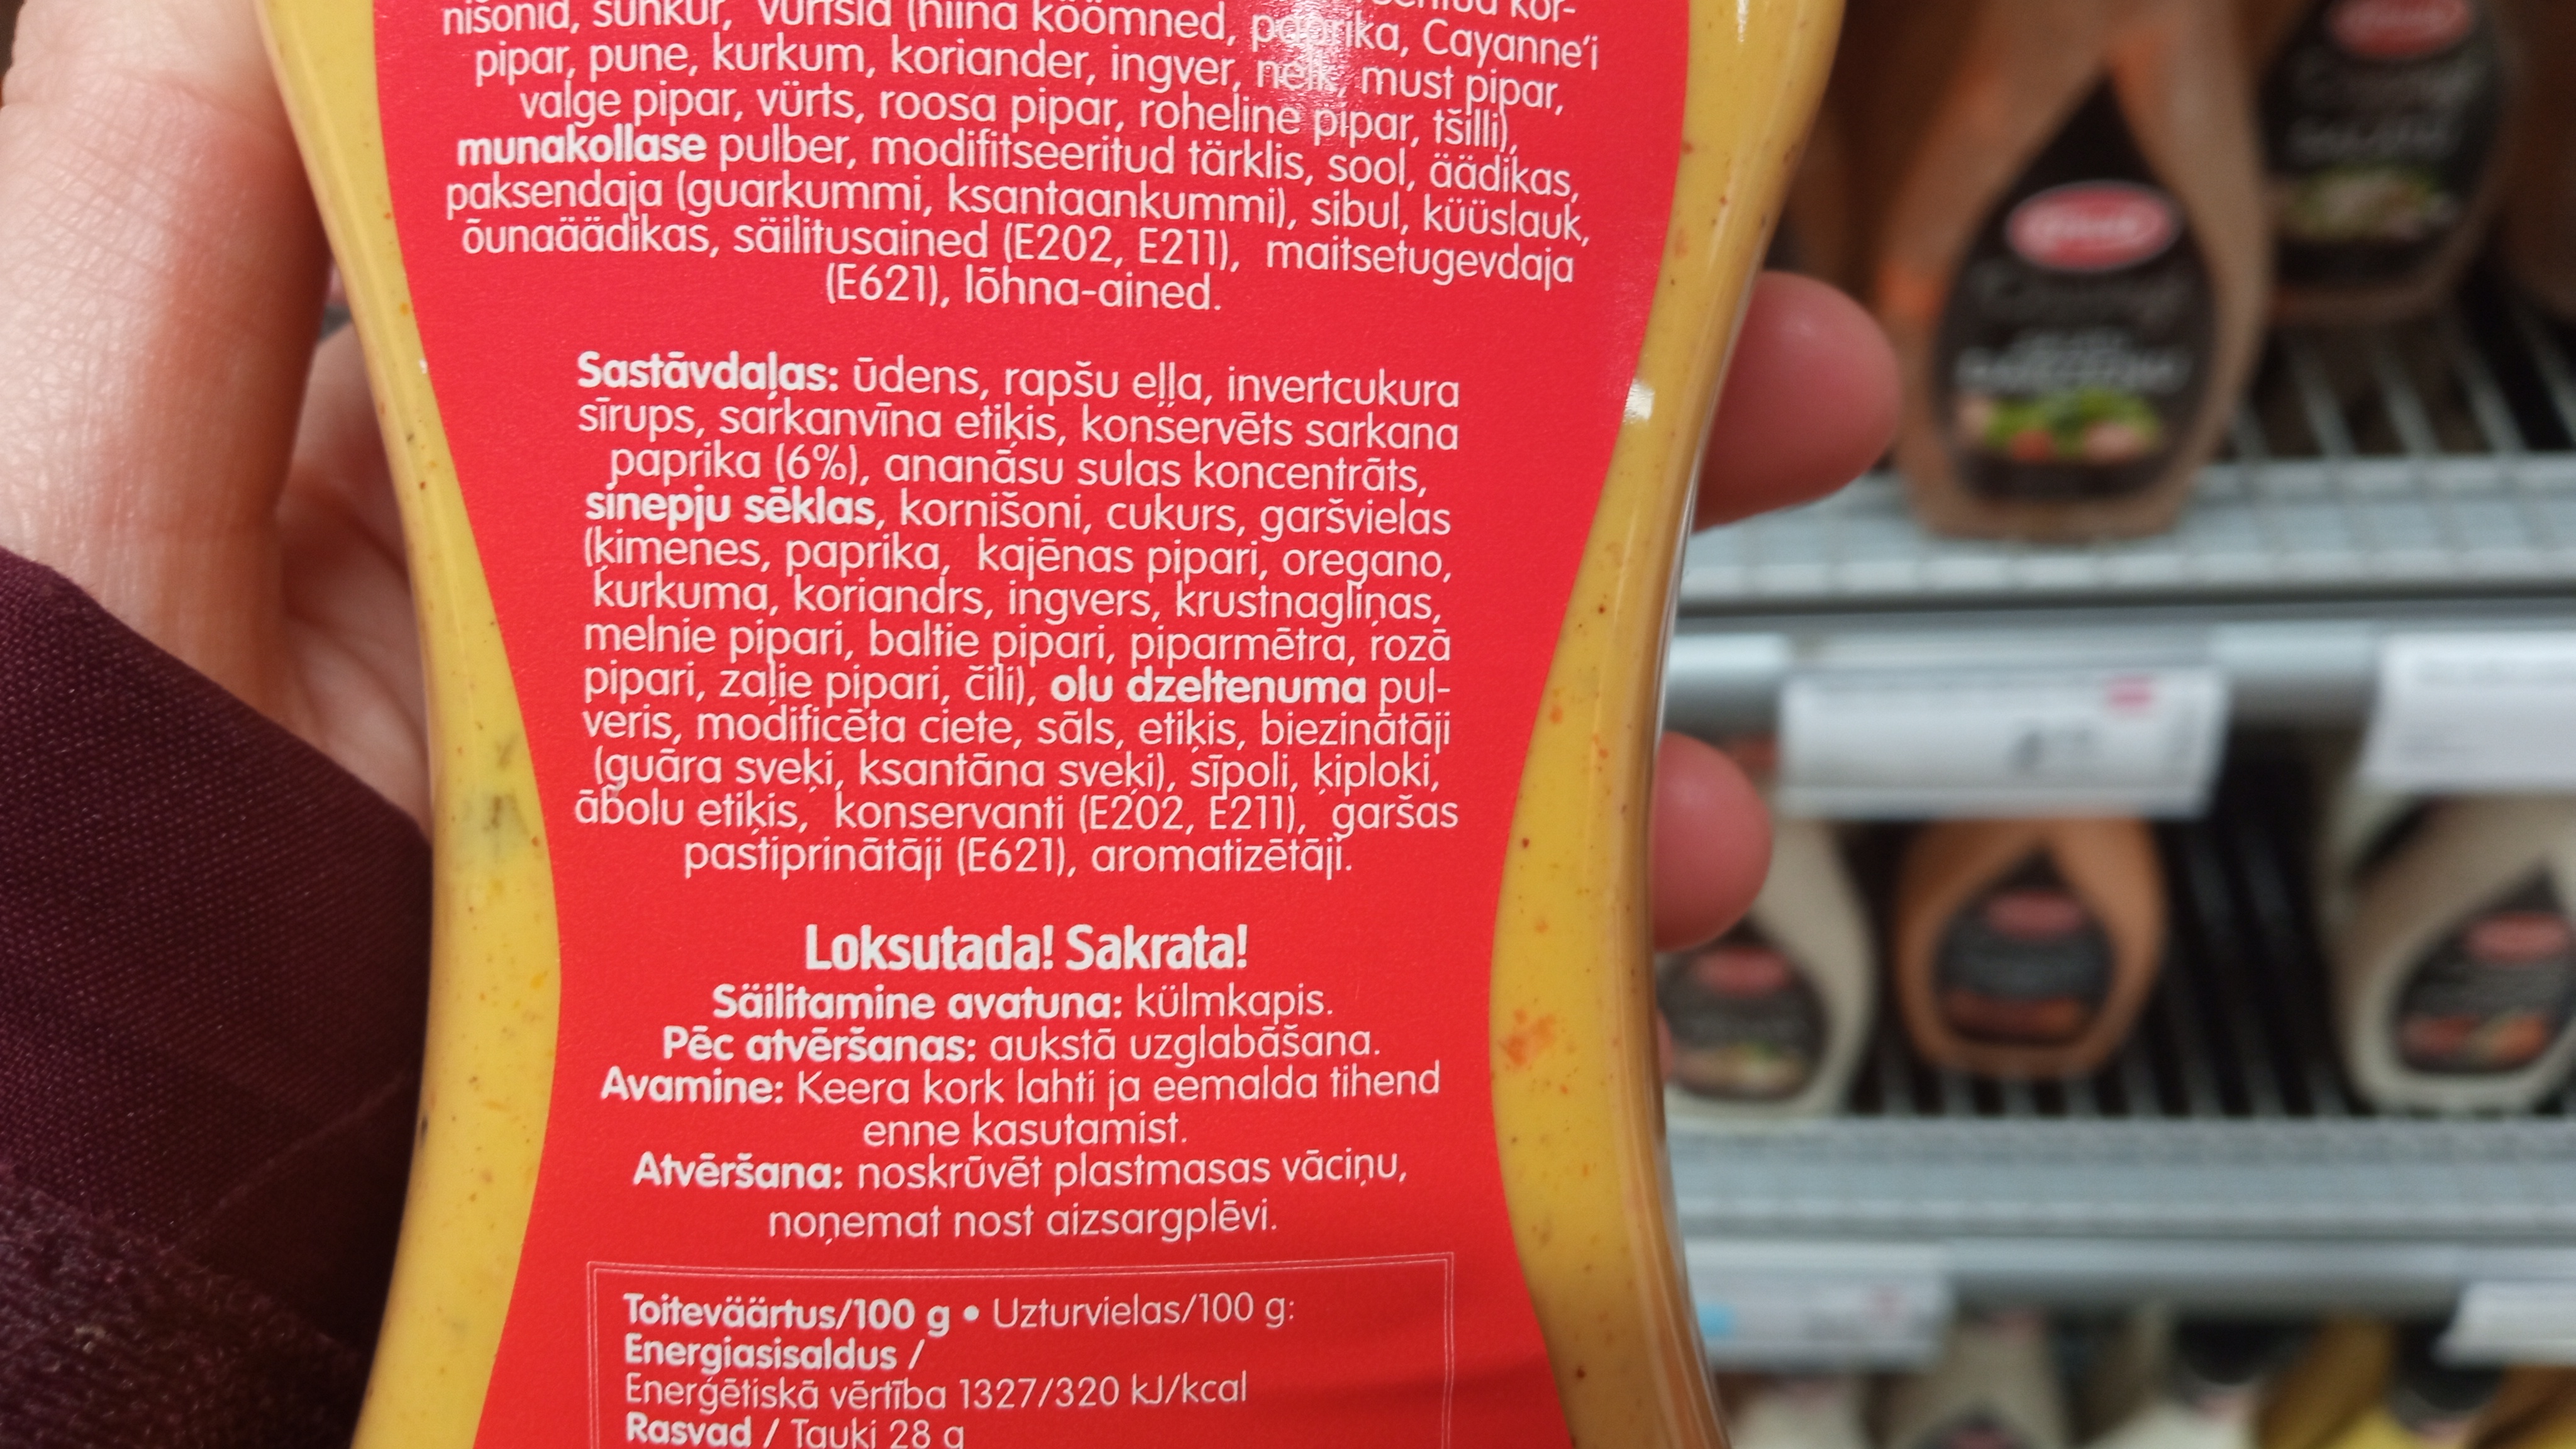 nišonid, suhkur, vürtsid (hiina köömned, paprika, Cayanne'i
pipar, pune, kurkum, koriander, ingver, nelk, must pipar,
valge pipar, vürts, roosa pipar, roheline pipar, tšilli),
munakollase pulber, modifitseeritud tärklis, sool, äädikas,
paksendaja (guarkummi, ksantaankummi), sibul, küüslauk,
õunaäädikas, säilitusained (E202, E211), maitsetugevdaja
(E621), lõhna-ained.
Sastāvdaļas: ūdens, rapšu eļļa, invertcukura
sīrups, sarkanvīna etiķis, konservēts sarkana
paprika (6%), ananāsu sulas koncentrāts,
sinepju sēklas, kornišoni, cukurs, garšvielas
(ķimenes, paprika, kajēnas pipari, oregano,
kurkuma, koriandrs, ingvers, krustnagliņas,
melnie pipari, baltie pipari, piparmētra, rozā
pipari, zaļie pipari, čili), olu dzeltenuma pul-
veris, modificēta ciete, sāls, etiķis, biezinātāji
(guāra sveķi, ksantāna sveķi), sīpoli, ķiploki,
ābolu etiķis, konservanti (E202, E211), garšas
pastiprinātāji (E621), aromatizētāji.
Loksutada! Sakrata!
Säilitamine avatuna: külmkapis.
Pēc atvēršanas: aukstā uzglabāšana.
Avamine: Keera kork lahti ja eemalda tihend
enne kasutamist.
Atvēršana: noskrūvēt plastmasas vāciņu,
noņemat nost aizsargplēvi.
Toiteväärtus/100 g • Uzturvielas/100 g:
Energiasisaldus /
Enerģētiskā vērtība 1327/320 kJ/kcal
Rasvad / Tauki 28 g